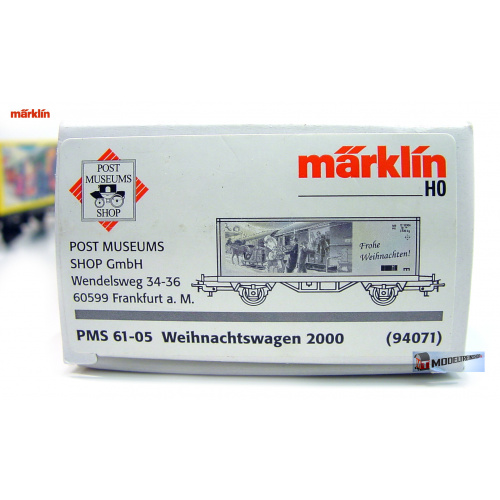 märklin
POST
MUSEUMS
SHOP
märklin
H0
Frohe
Weihnachten!
POST MUSEUMS
SHOP GmbH
Wendelsweg 34-36
60599 Frankfurt a. M.
PMS 61-05 Weihnachtswagen 2000 (94071)